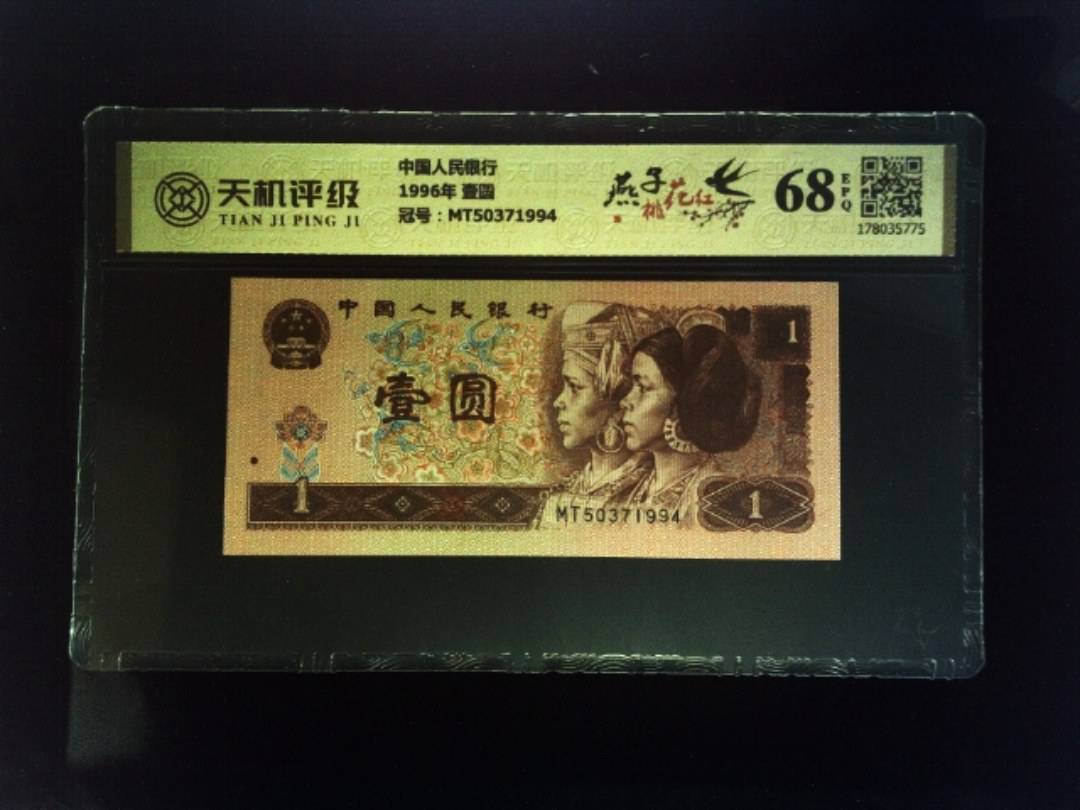 天机评级
TIAN JI PING JI
中国人民银行
1996年 壹圆
冠号：MT50371994
燕子
桃花红
68
EPQ
178035775
中国人民银行
1
壹圆
1
MT50371994
1